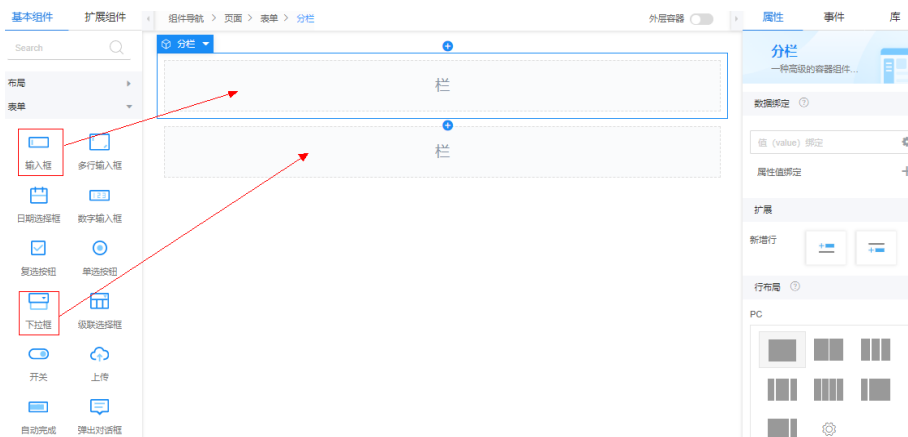 基本组件 扩展组件 组件导航 > 页面 > 表单 > 分栏 外层容器 属性 事件 库
Search
分栏
布局
表单
输入框 多行输入框
日期选择框 数字输入框
复选按钮 单选按钮
下拉框 级联选择框
开关 上传
自动完成 弹出对话框
栏
栏
分栏
一种高级的容器组件...
数据绑定
值（value）绑定
属性值绑定
扩展
新增行
行布局
PC